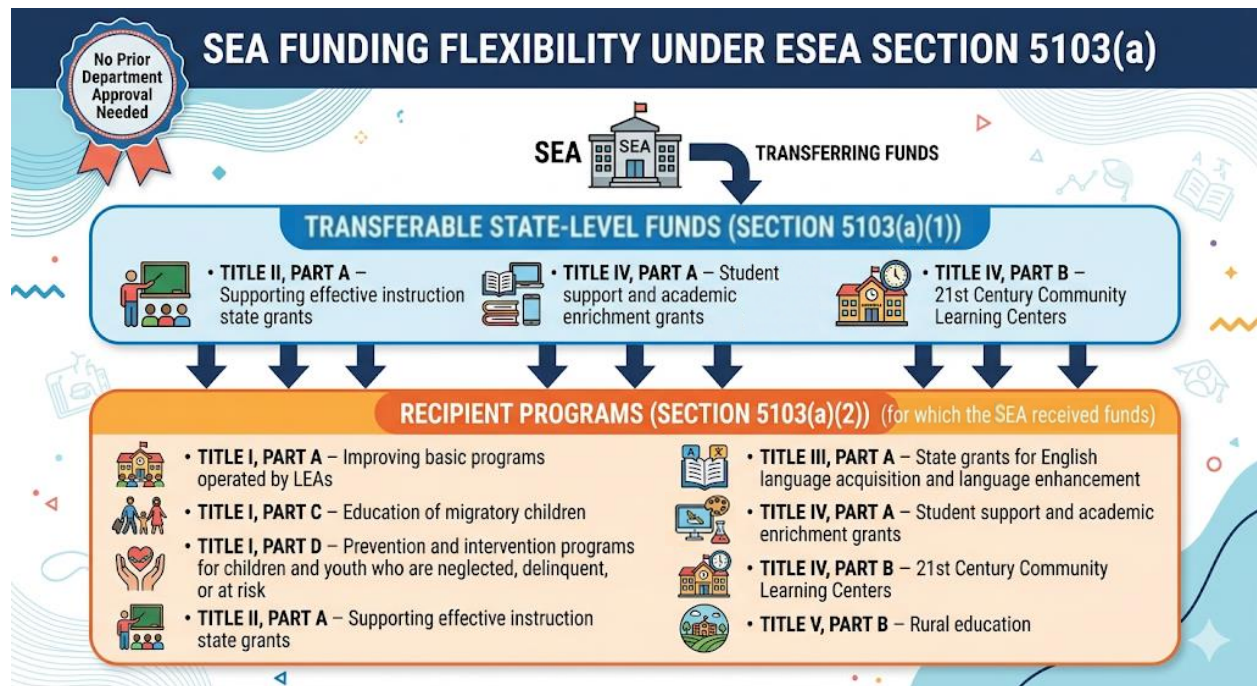 No Prior
Department
Approval
Needed
SEA FUNDING FLEXIBILITY UNDER ESEA SECTION 5103(a)
SEA
SEA
TRANSFERRING FUNDS
TRANSFERABLE STATE-LEVEL FUNDS (SECTION 5103(a)(1))
• TITLE II, PART A –
Supporting effective instruction
state grants
• TITLE IV, PART A – Student
support and academic
enrichment grants
• TITLE IV, PART B –
21st Century Community
Learning Centers
RECIPIENT PROGRAMS (SECTION 5103(a)(2)) (for which the SEA received funds)
• TITLE I, PART A – Improving basic programs
operated by LEAs
• TITLE I, PART C – Education of migratory children
• TITLE I, PART D – Prevention and intervention programs
for children and youth who are neglected, delinquent,
or at risk
• TITLE II, PART A – Supporting effective instruction
state grants
A 文
• TITLE III, PART A – State grants for English
language acquisition and language enhancement
• TITLE IV, PART A – Student support and academic
enrichment grants
• TITLE IV, PART B – 21st Century Community
Learning Centers
• TITLE V, PART B – Rural education